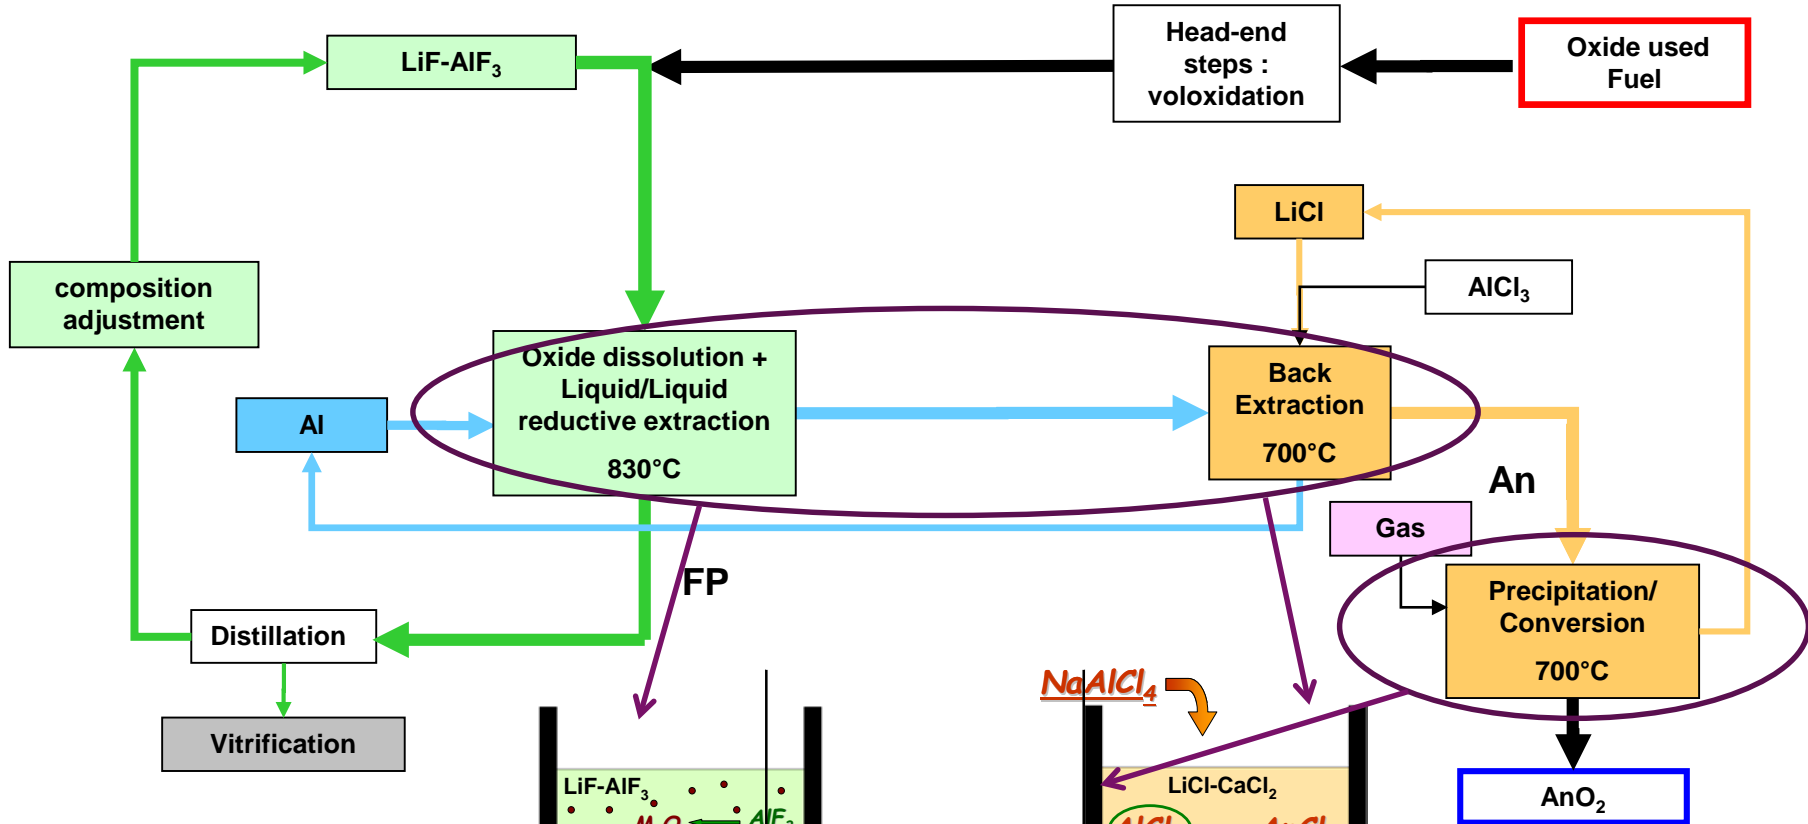 LiF-AlF₃
Head-end
steps :
voloxidation
Oxide used
Fuel
LiCl
AlCl₃
composition
adjustment
Oxide dissolution +
Liquid/Liquid
reductive extraction
830°C
Back
Extraction
700°C
Al
An
Gas
FP
Precipitation/
Conversion
700°C
Distillation
NaAlCl₄
Vitrification
LiF-AlF₃
LiCl-CaCl₂
AnO₂
AlF₃